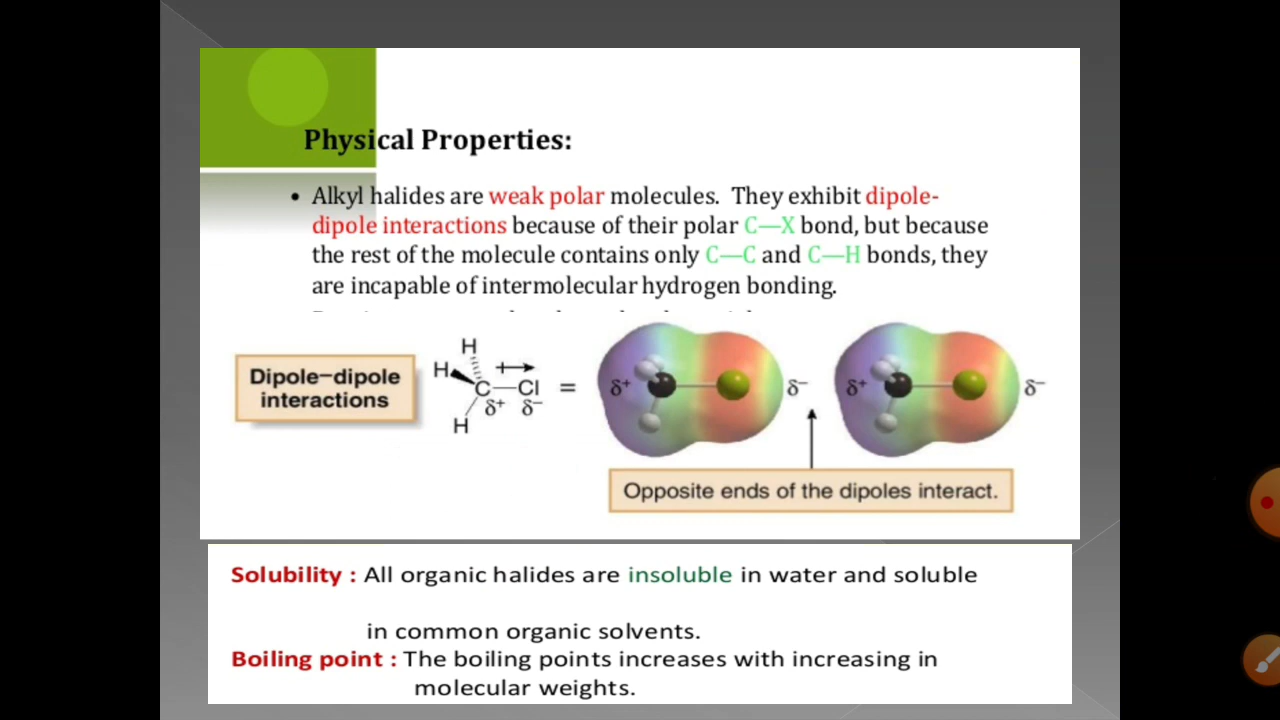 Physical Properties:
• Alkyl halides are weak polar molecules. They exhibit dipole-
dipole interactions because of their polar C—X bond, but because
the rest of the molecule contains only C—C and C—H bonds, they
are incapable of intermolecular hydrogen bonding.
Dipole–dipole
interactions
H
H
C—Cl
δ+ δ−
H
=
δ+ δ− δ+ δ−
Opposite ends of the dipoles interact.
Solubility : All organic halides are insoluble in water and soluble
in common organic solvents.
Boiling point : The boiling points increases with increasing in
molecular weights.